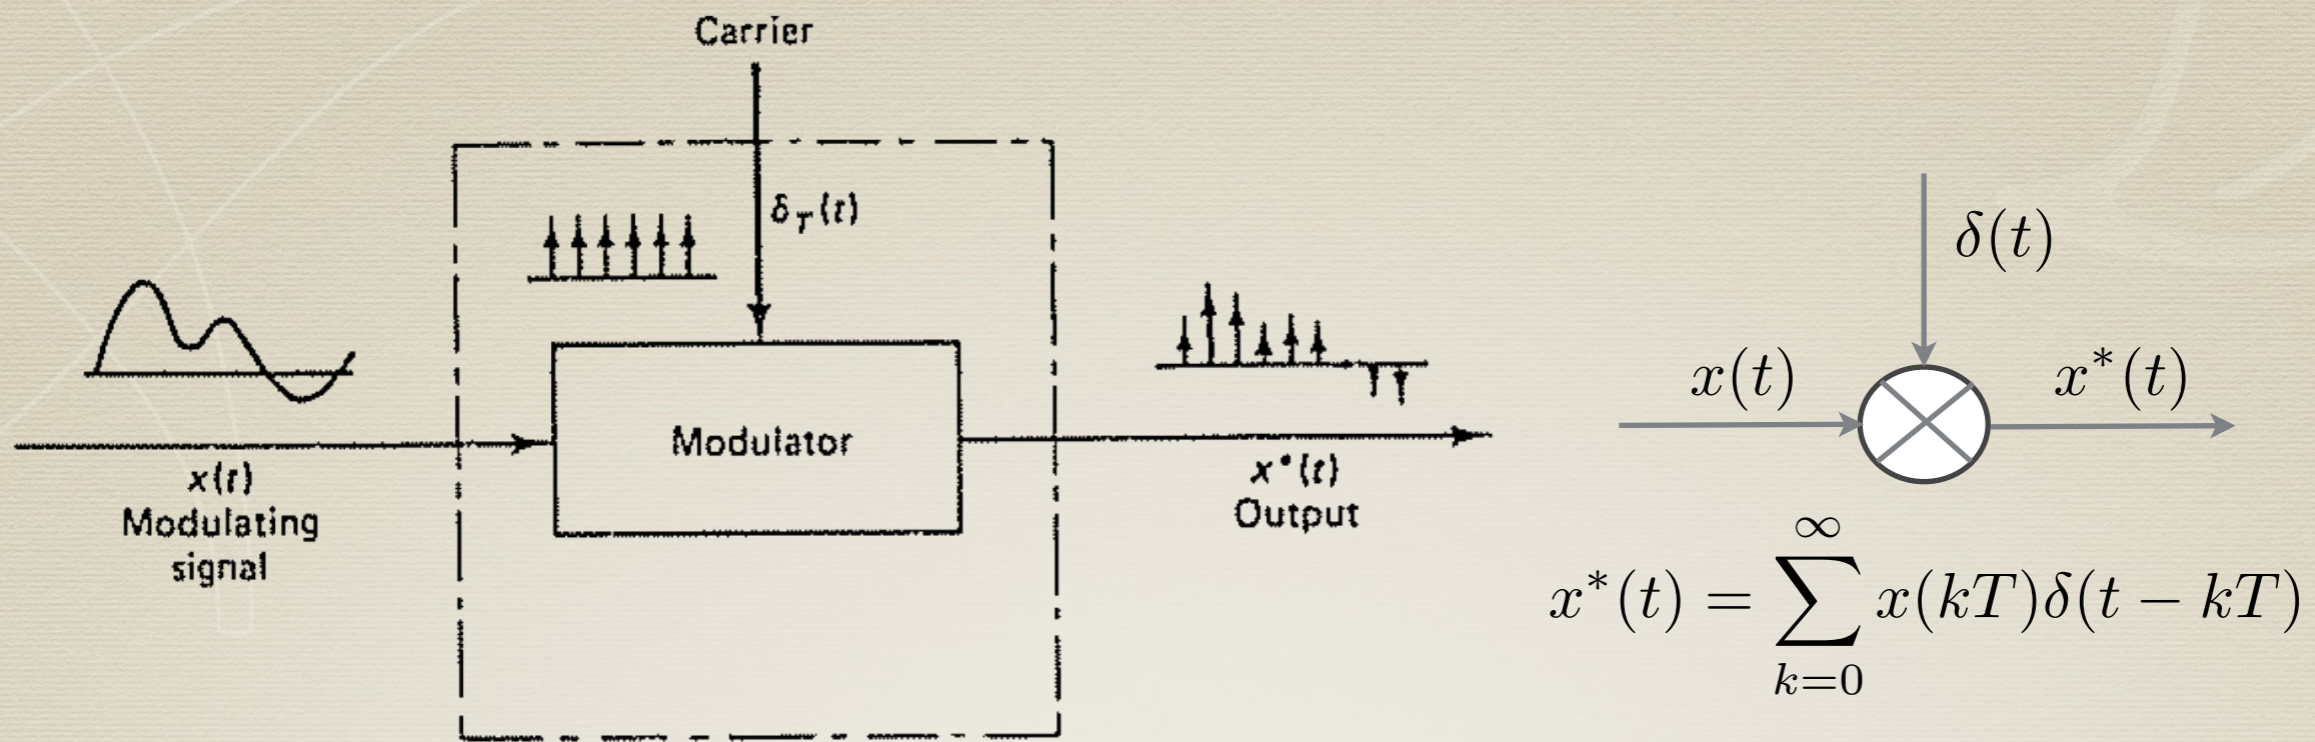 Carrier
δ_T(t)
x(t)
Modulating
signal
Modulator
x*(t)
Output
δ(t)
x(t)
x*(t)
x*(t) = ∑_{k=0}^{∞} x(kT)δ(t − kT)